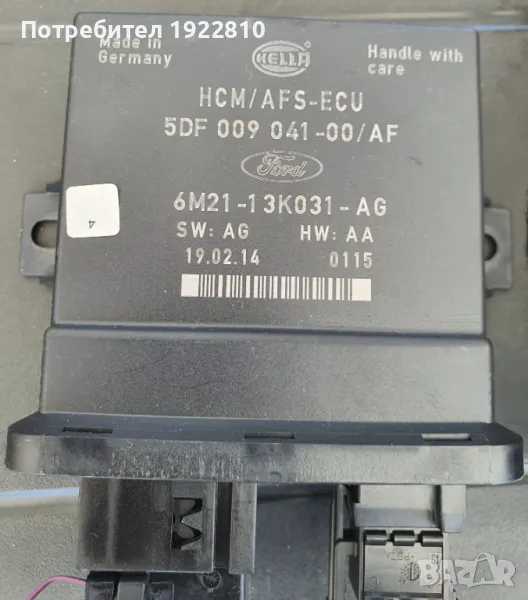 Потребител 1922810
Made in
Germany
HELLA
Handle with
care
HCM/AFS-ECU
5DF 009 041-00/AF
Ford
6M21-13K031-AG
SW: AG HW: AA
19.02.14 0115
4
BAZAR